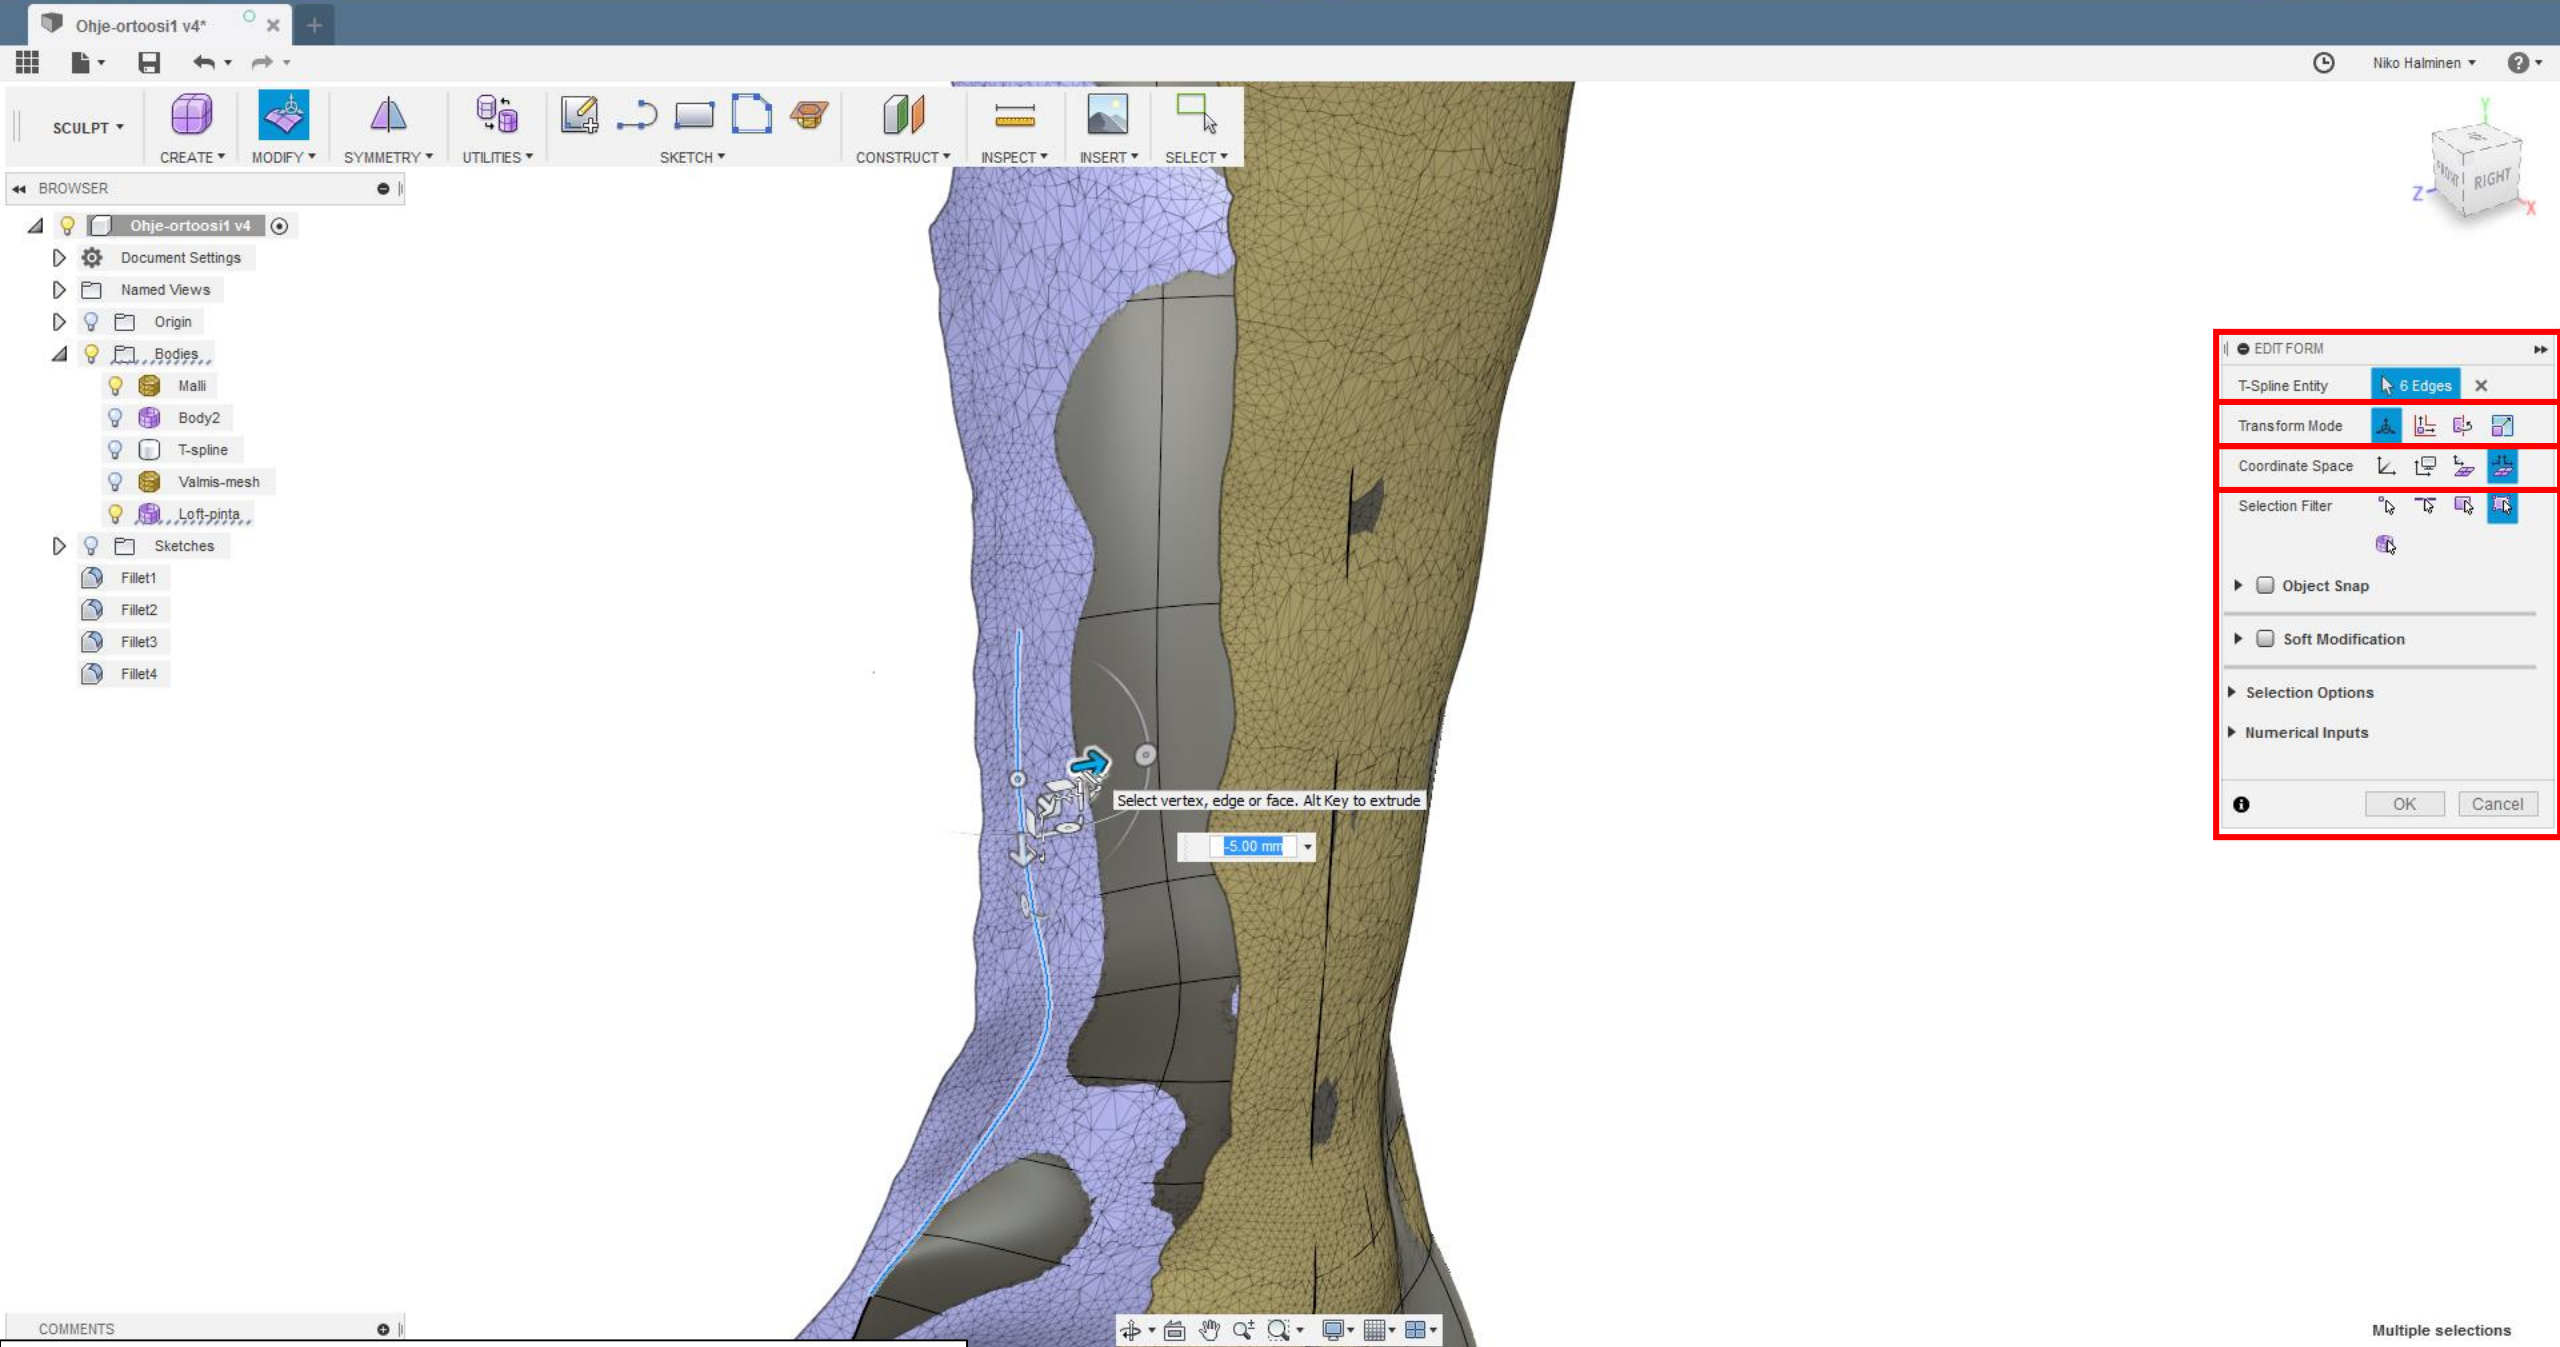 Ohje-ortoosi1 v4*
Niko Halminen
SCULPT
CREATE
MODIFY
SYMMETRY
UTILITIES
SKETCH
CONSTRUCT
INSPECT
INSERT
SELECT
BROWSER
Ohje-ortoosi1 v4
Document Settings
Named Views
Origin
Bodies
Malli
Body2
T-spline
Valmis-mesh
Loft-pinta
Sketches
Fillet1
Fillet2
Fillet3
Fillet4
Y
FRONT RIGHT
Z
X
EDIT FORM
T-Spline Entity 6 Edges
Transform Mode
Coordinate Space
Selection Filter
Object Snap
Soft Modification
Selection Options
Numerical Inputs
OK Cancel
Select vertex, edge or face. Alt Key to extrude
-5.00 mm
COMMENTS
Multiple selections